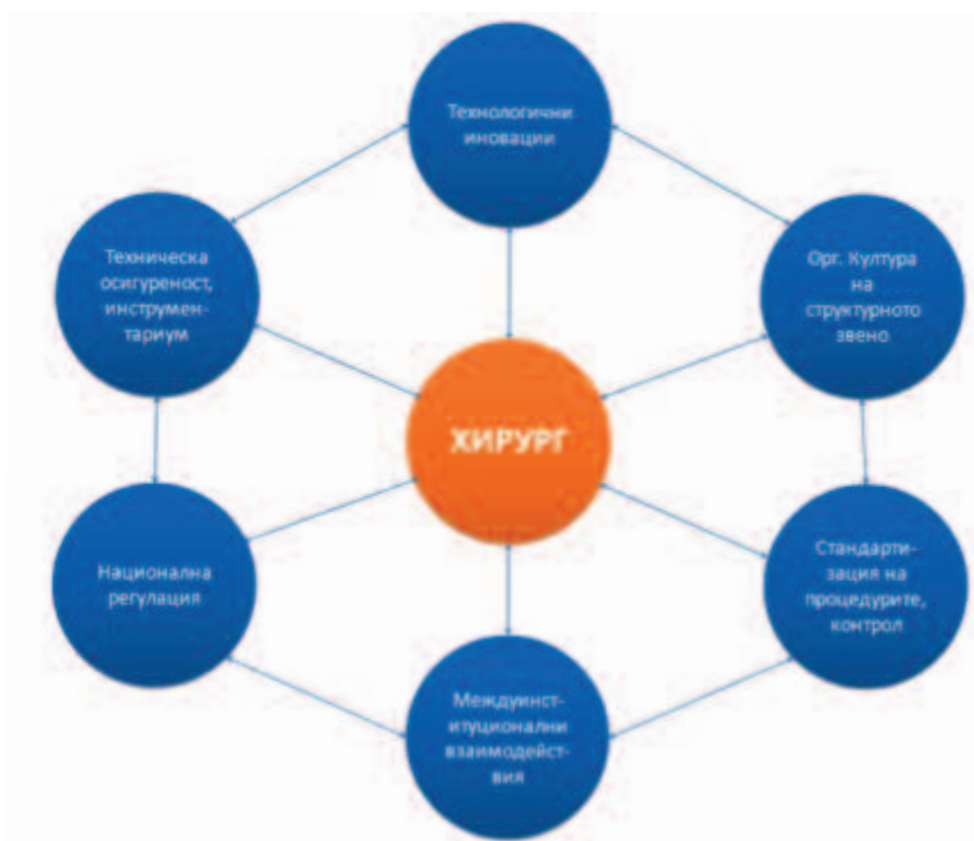 Технологични
иновации
Техническа
осигуреност,
инструмен-
тариум
Орг. Култура
на
структурното
звено
ХИРУРГ
Национална
регулация
Стандарти-
зация на
процедурите,
контрол
Междуинст-
итуционални
взаимодейст-
вия